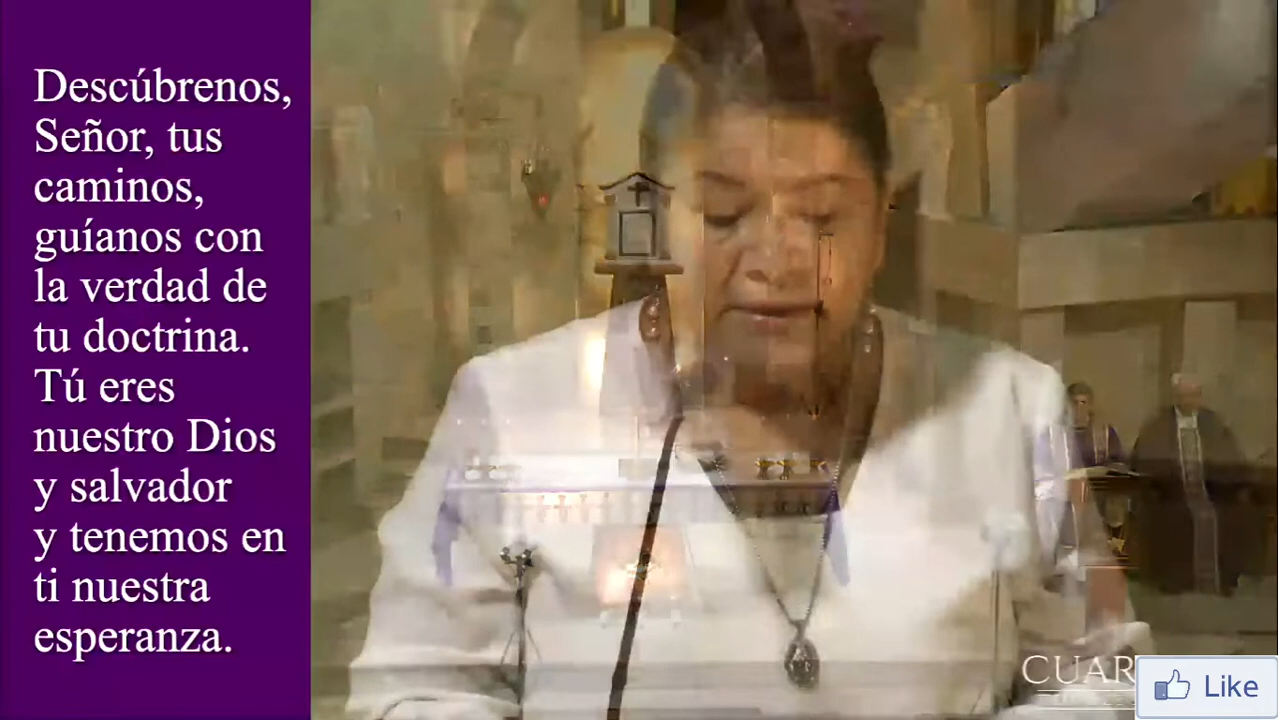 Descúbrenos,
Señor, tus
caminos,
guíanos con
la verdad de
tu doctrina.
Tú eres
nuestro Dios
y salvador
y tenemos en
ti nuestra
esperanza.
CUAR
Like